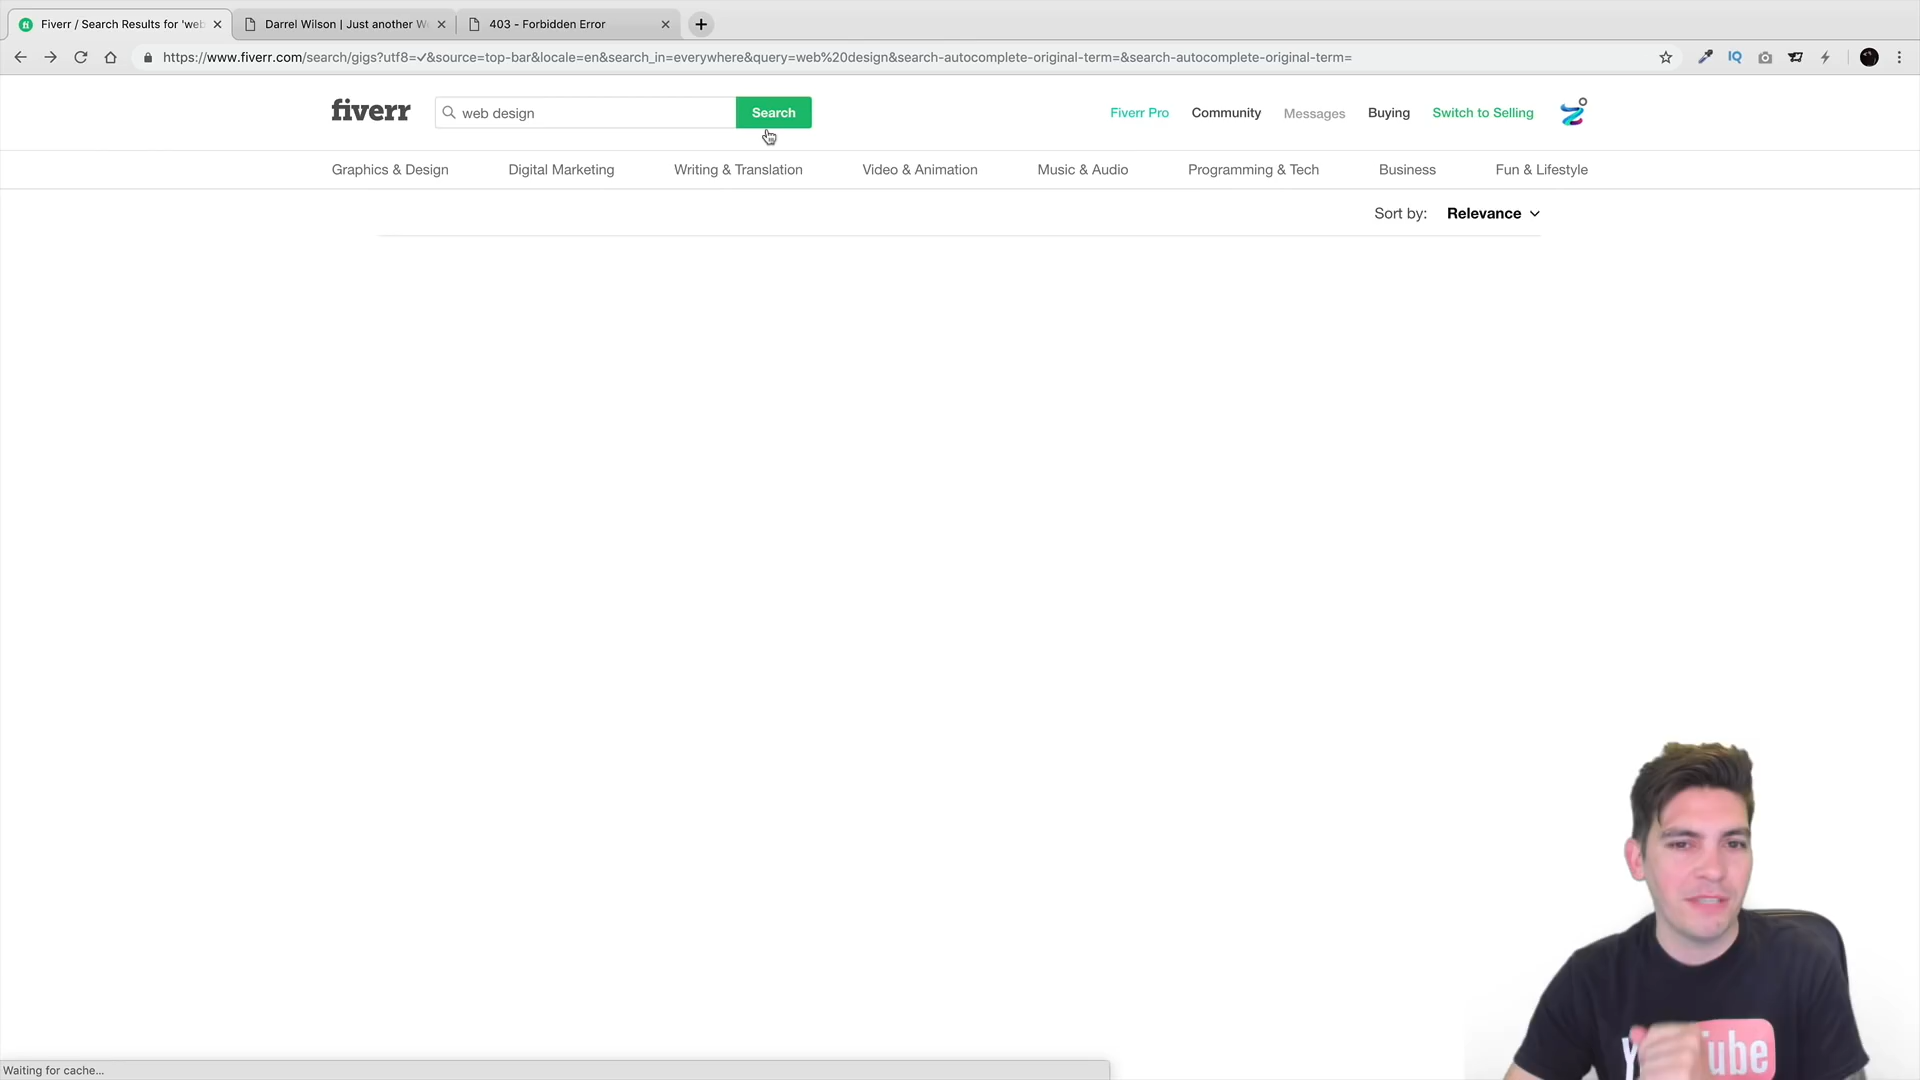 Fiverr / Search Results for 'web
Darrel Wilson | Just another W
403 - Forbidden Error
https://www.fiverr.com/search/gigs?utf8=✓&source=top-bar&locale=en&search_in=everywhere&query=web%20design&search-autocomplete-original-term=&search-autocomplete-original-term=
IQ
fiverr
web design
Search
Fiverr Pro
Community
Messages
Buying
Switch to Selling
Graphics & Design
Digital Marketing
Writing & Translation
Video & Animation
Music & Audio
Programming & Tech
Business
Fun & Lifestyle
Sort by: Relevance
Waiting for cache...